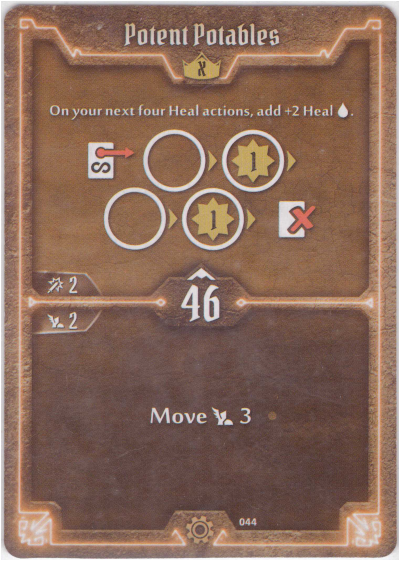 Potent Potables
X
On your next four Heal actions, add +2 Heal.
1
1
2
46
2
Move 3
044